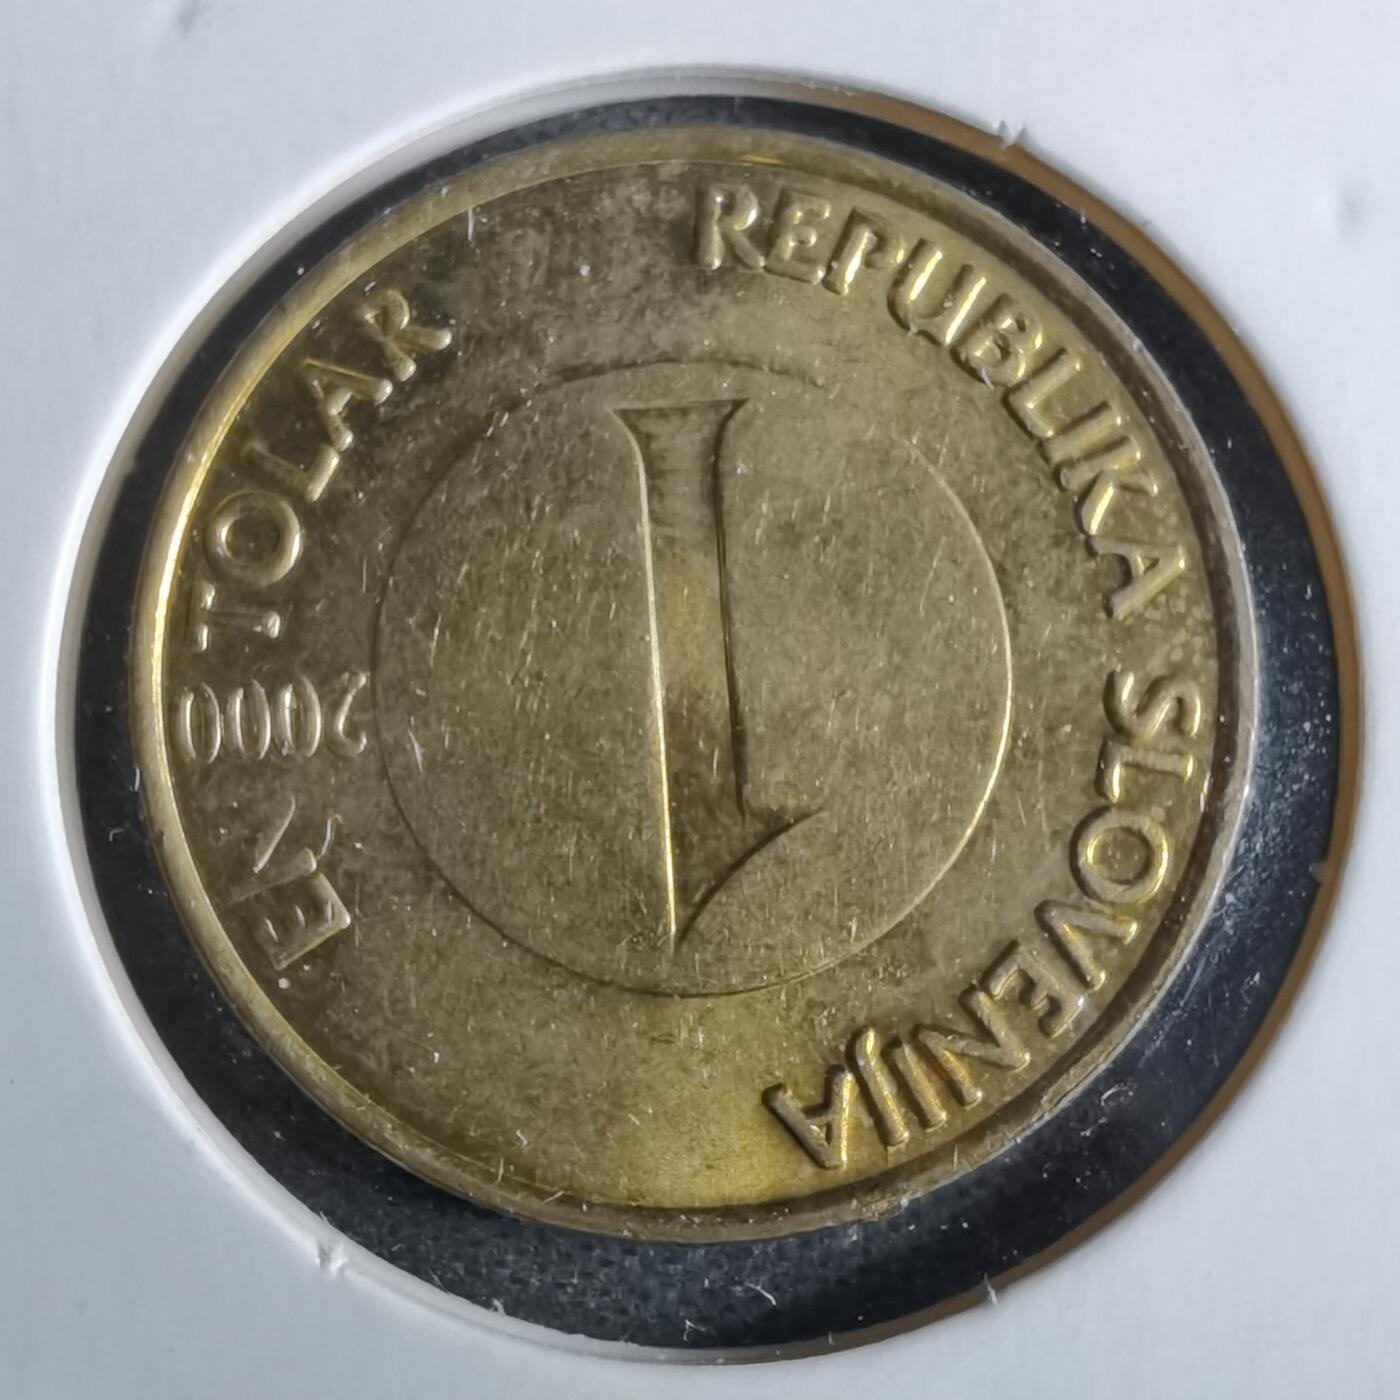 REPUBLIKA SLOVENIJA
EN TOLAR
2000
1